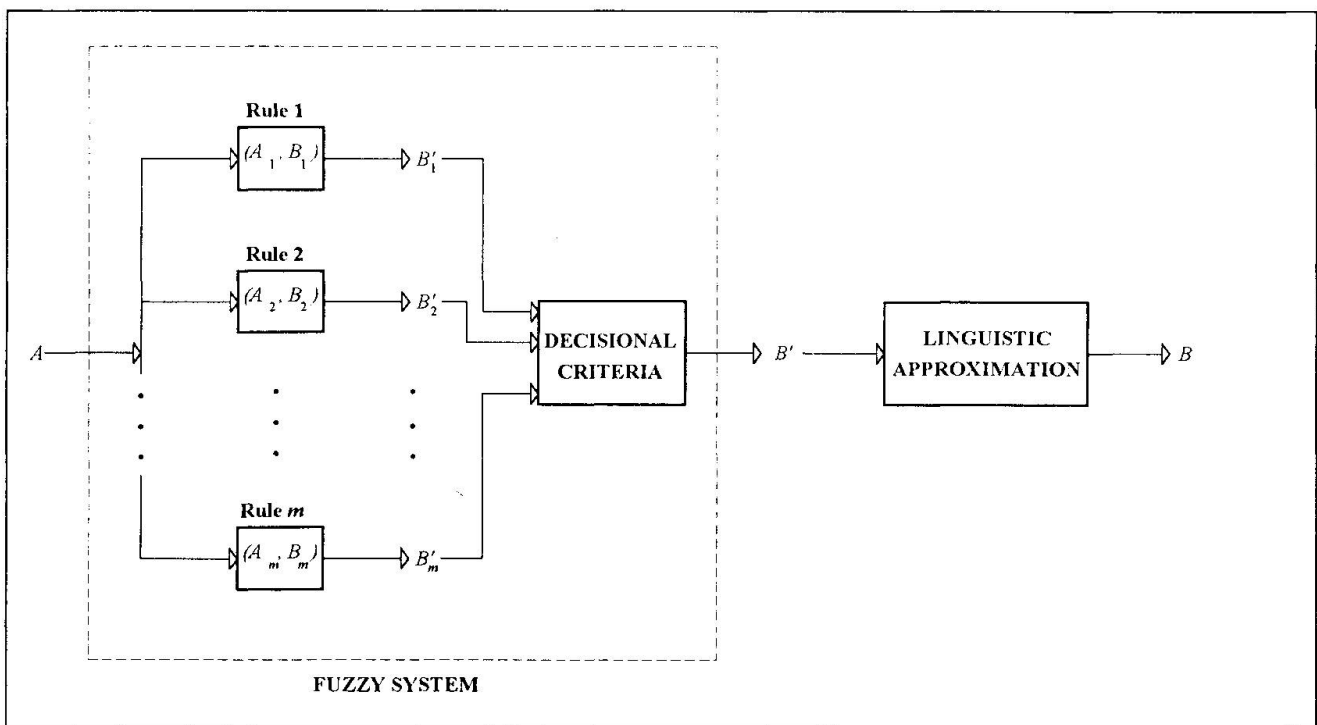 Rule 1
(A₁, B₁)
B′₁
Rule 2
(A₂, B₂)
B′₂
A
DECISIONAL
CRITERIA
B′
LINGUISTIC
APPROXIMATION
B
Rule m
(Aₘ, Bₘ)
B′ₘ
FUZZY SYSTEM